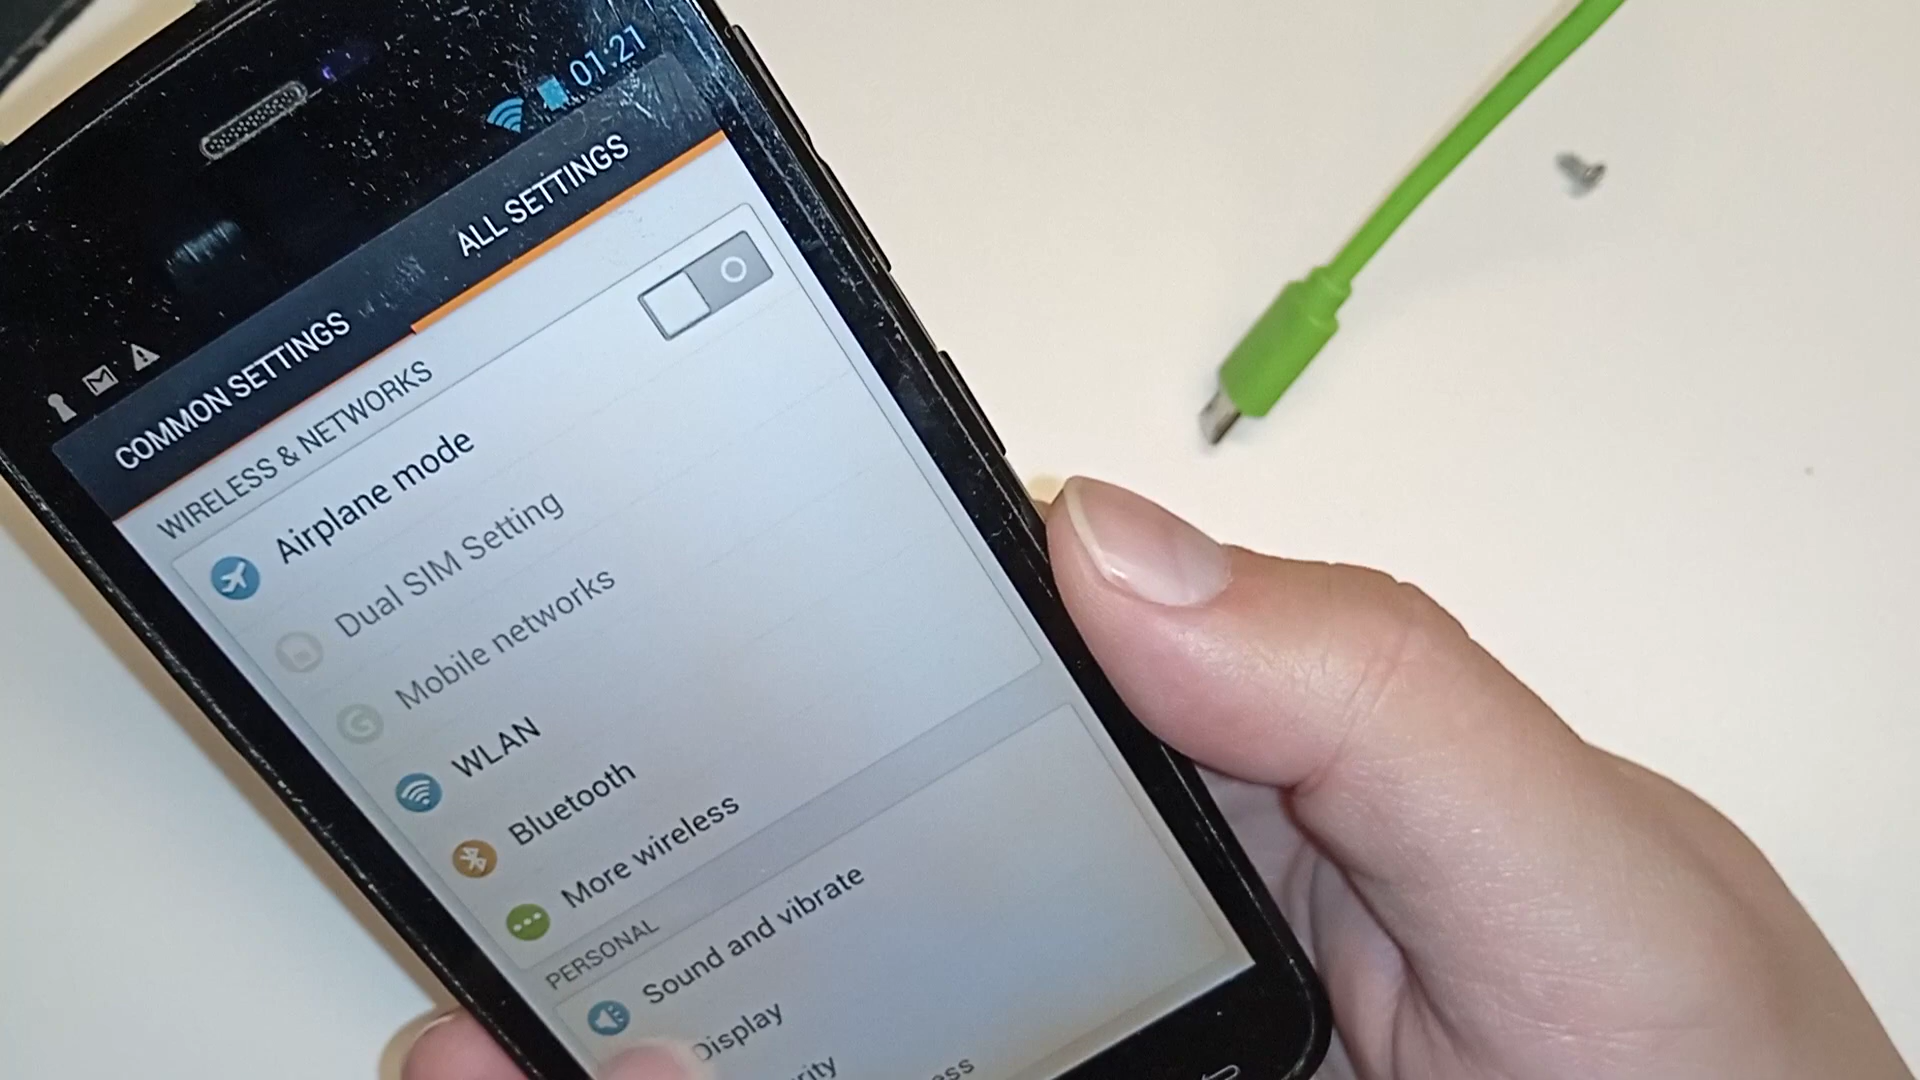 01:21
COMMON SETTINGS
ALL SETTINGS
WIRELESS & NETWORKS
Airplane mode
Dual SIM Setting
Mobile networks
WLAN
Bluetooth
More wireless
PERSONAL
Sound and vibrate
Display